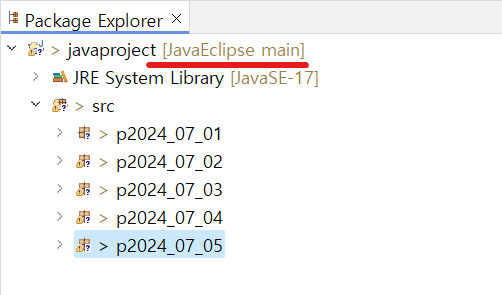 Package Explorer
> javaproject [JavaEclipse main]
JRE System Library [JavaSE-17]
> src
> p2024_07_01
> p2024_07_02
> p2024_07_03
> p2024_07_04
> p2024_07_05